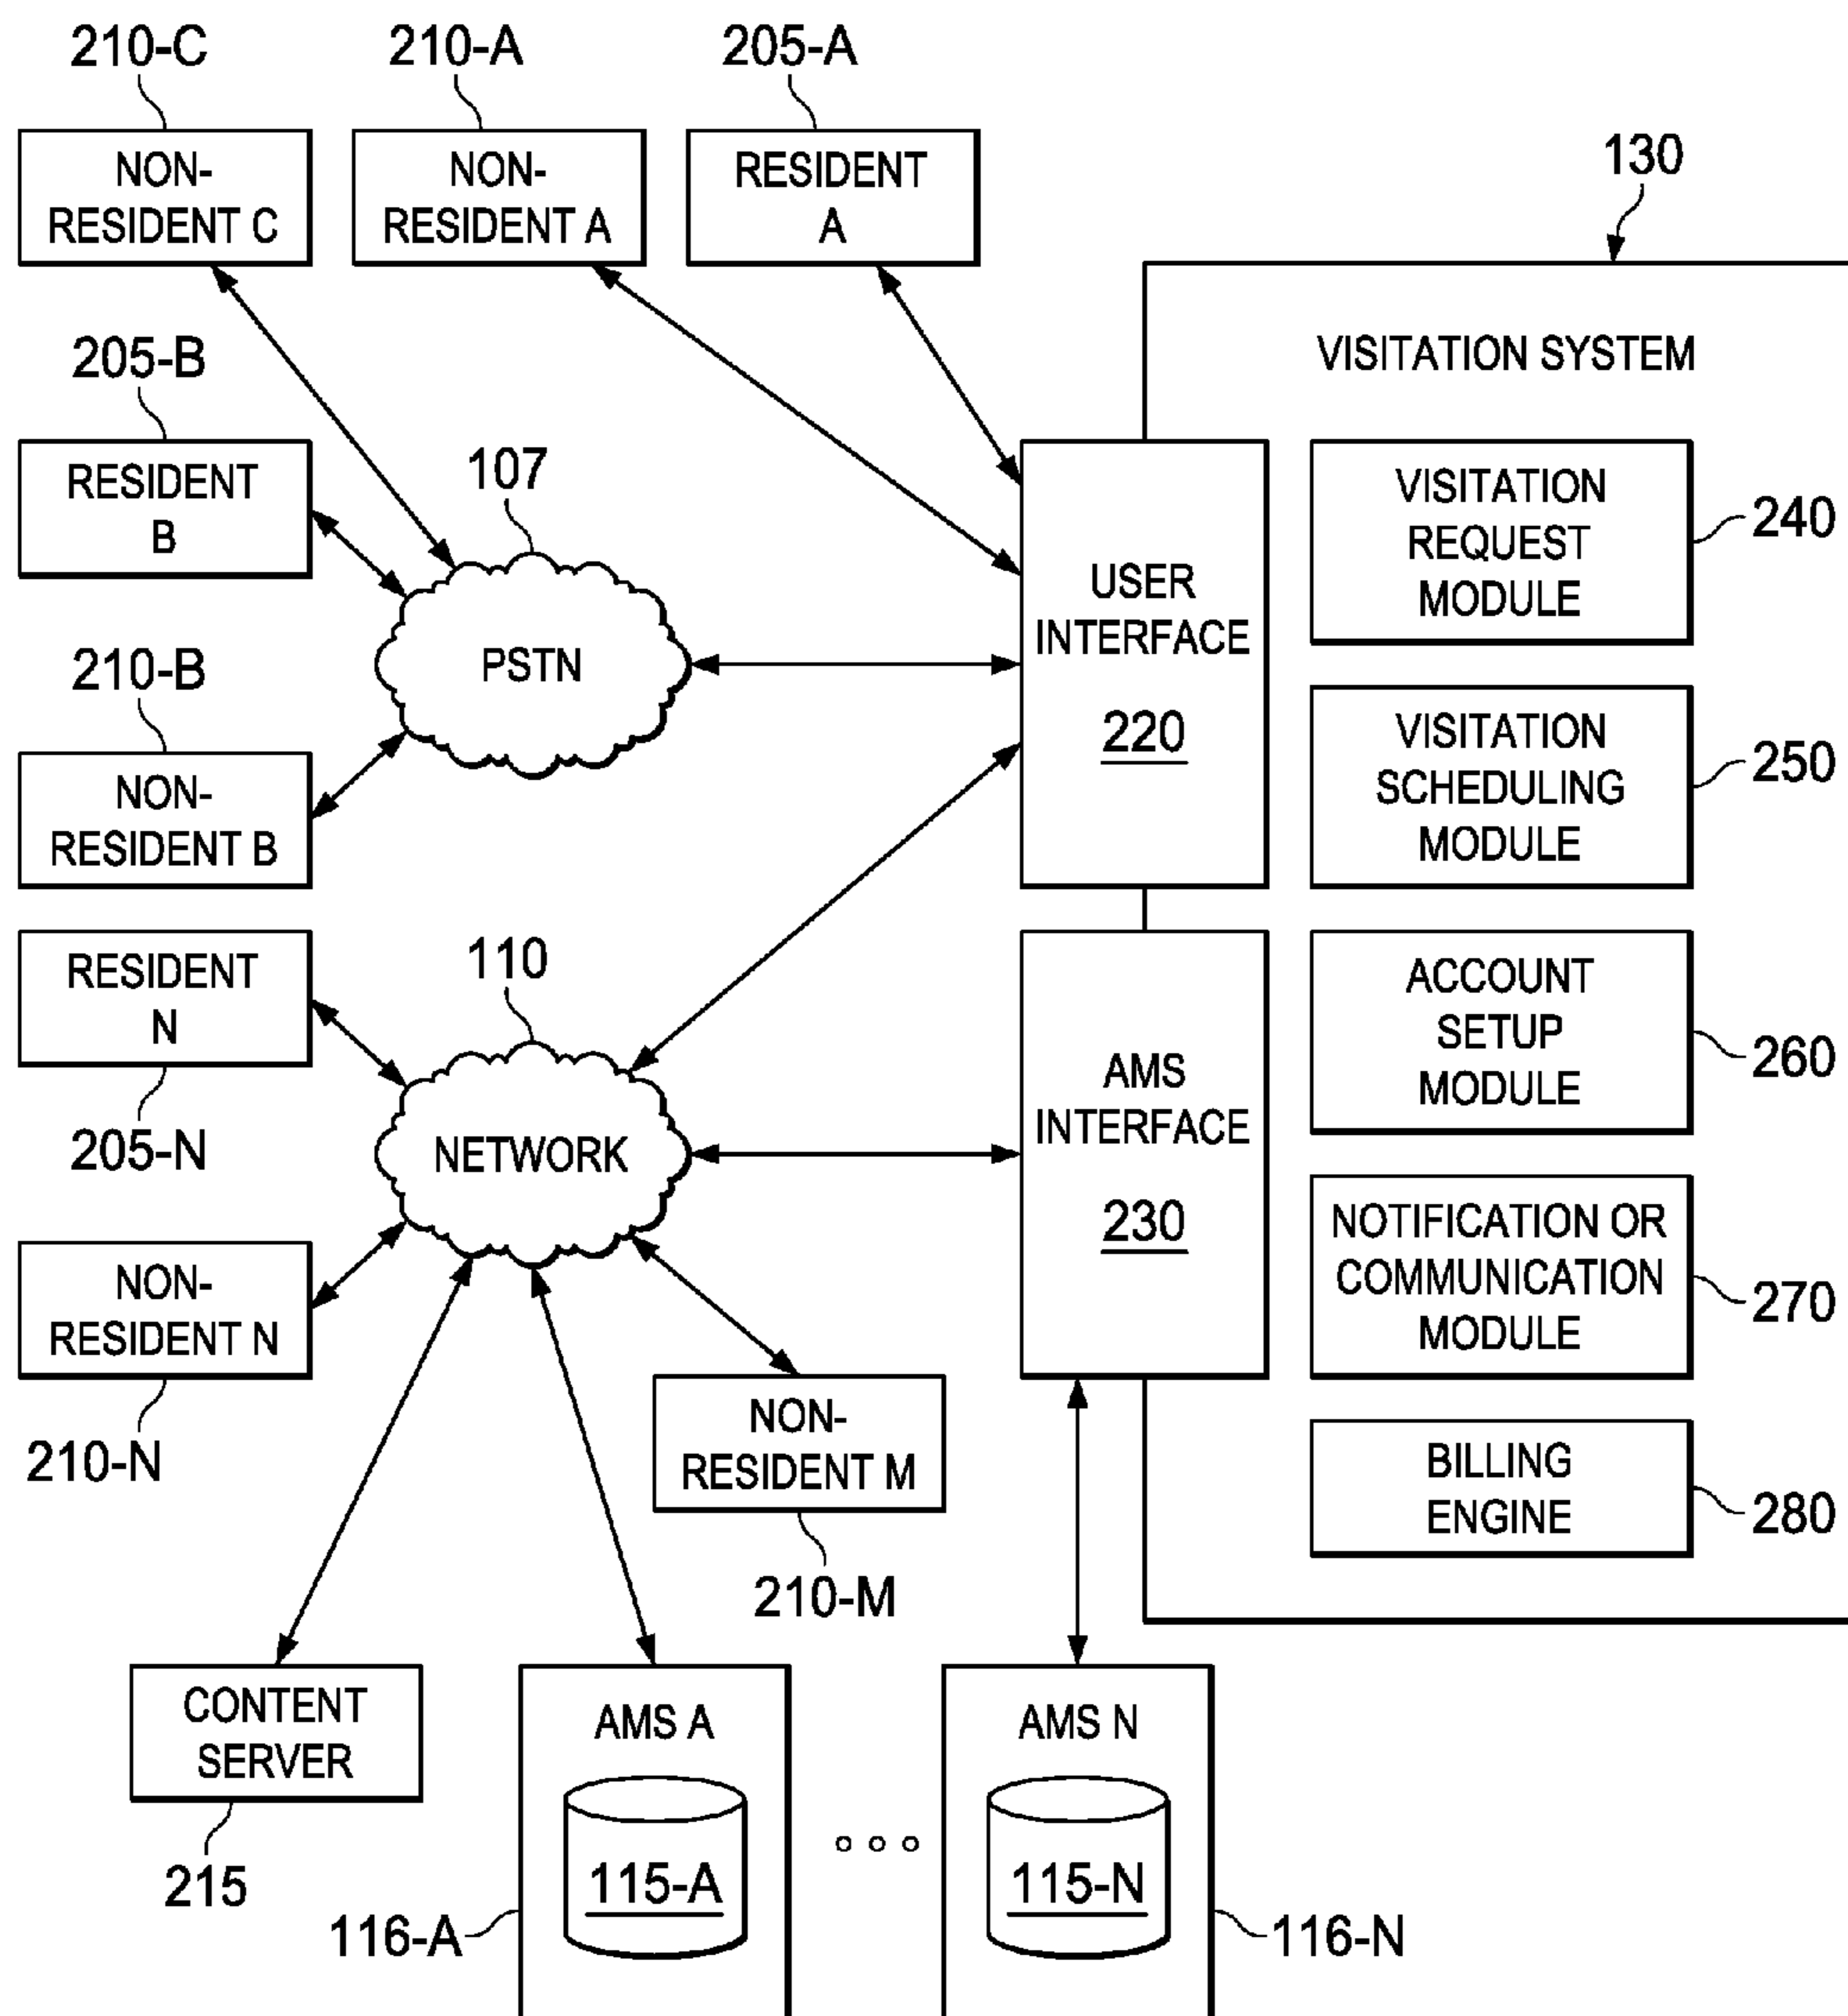 210-C
210-A
205-A
NON-
RESIDENT C
NON-
RESIDENT A
RESIDENT
A
130
VISITATION SYSTEM
205-B
RESIDENT
B
107
PSTN
210-B
NON-
RESIDENT B
USER
INTERFACE
220
VISITATION
REQUEST
MODULE
240
VISITATION
SCHEDULING
MODULE
250
RESIDENT
N
205-N
110
NETWORK
AMS
INTERFACE
230
ACCOUNT
SETUP
MODULE
260
NON-
RESIDENT N
210-N
NON-
RESIDENT M
210-M
NOTIFICATION OR
COMMUNICATION
MODULE
270
BILLING
ENGINE
280
CONTENT
SERVER
215
AMS A
115-A
116-A
AMS N
115-N
116-N